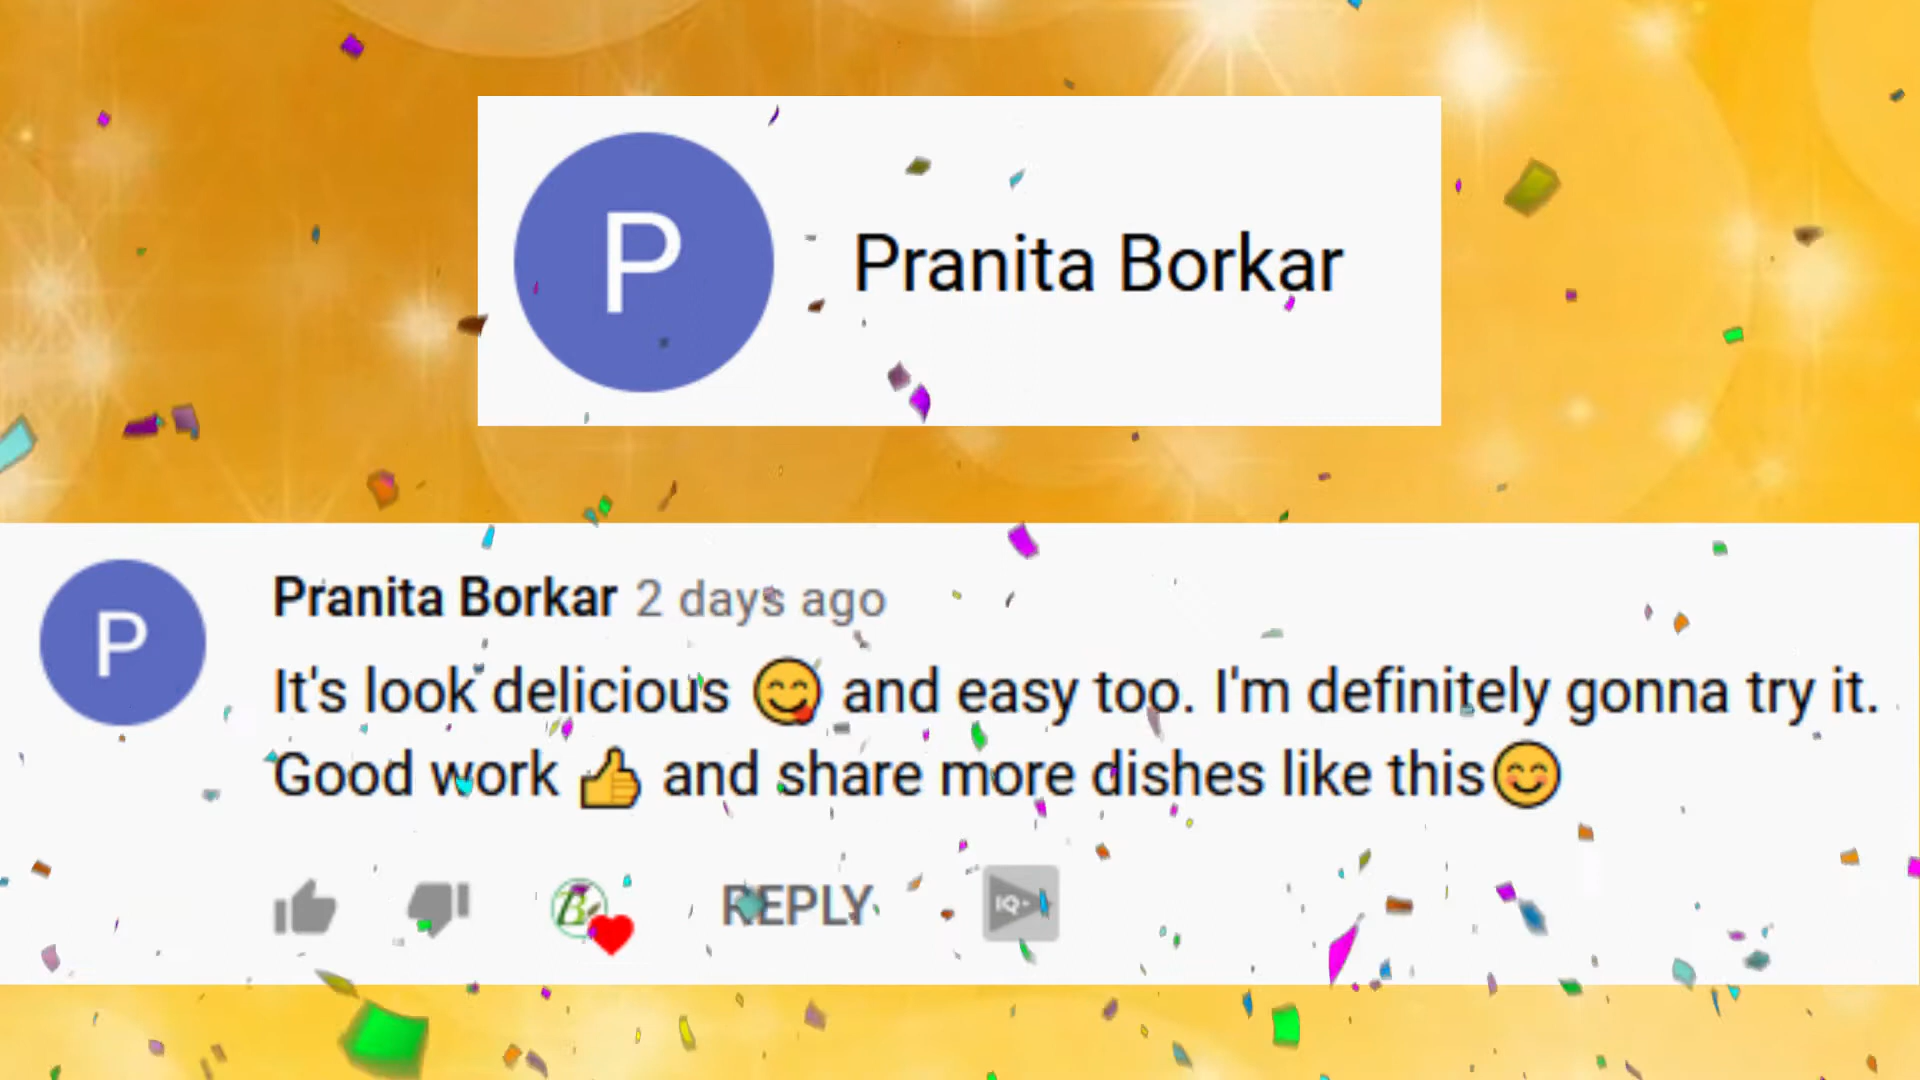 P
Pranita Borkar
P
Pranita Borkar 2 days ago
It's look delicious 😋 and easy too. I'm definitely gonna try it.
Good work 👍 and share more dishes like this😊
B
REPLY
IQ